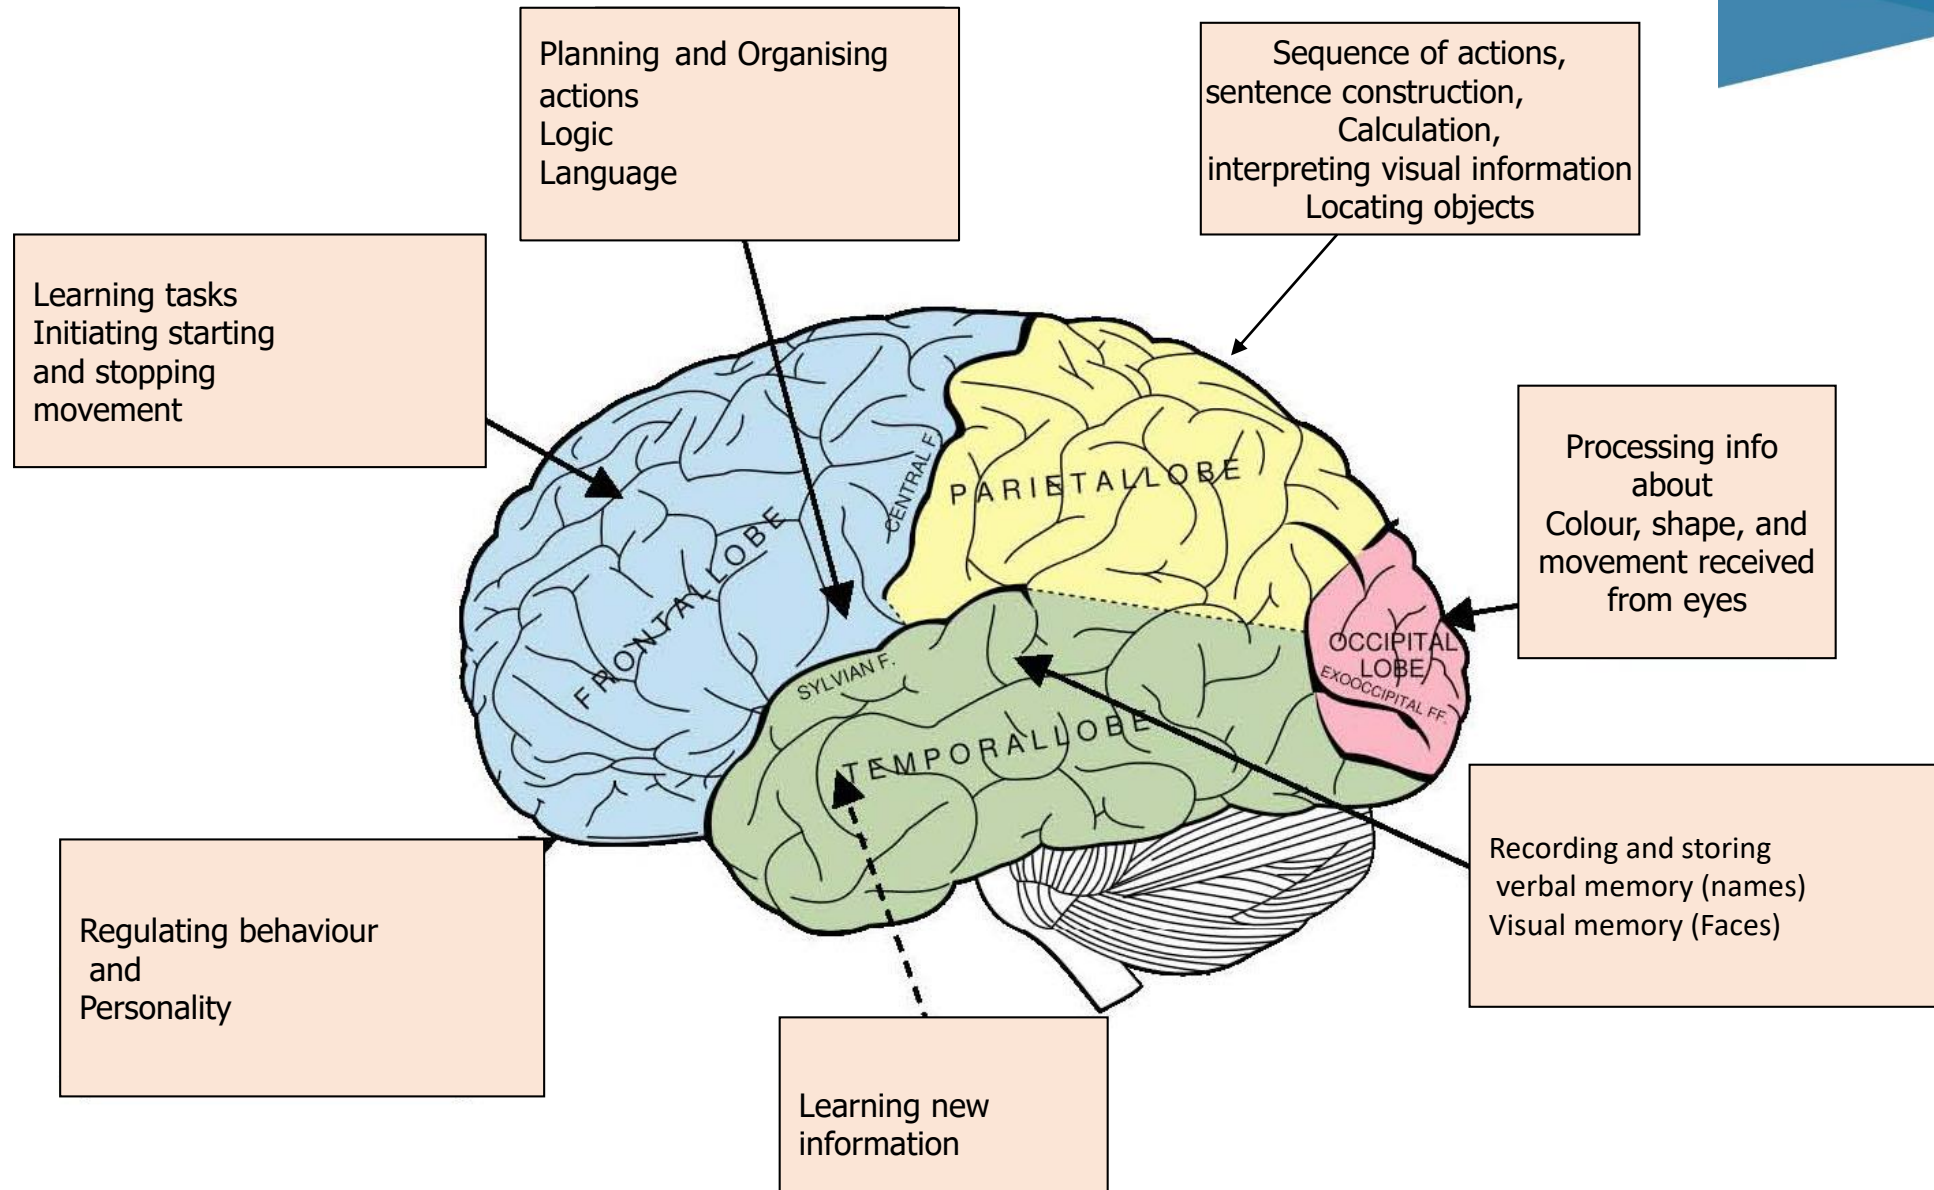 Planning and Organising
actions
Logic
Language
Sequence of actions,
sentence construction,
Calculation,
interpreting visual information
Locating objects
Learning tasks
Initiating starting
and stopping
movement
Processing info
about
Colour, shape, and
movement received
from eyes
CENTRAL F.
PARIETAL LOBE
FRONTAL LOBE
OCCIPITAL
LOBE
EXOOCCIPITAL FF.
SYLVIAN F.
TEMPORAL LOBE
Recording and storing
verbal memory (names)
Visual memory (Faces)
Regulating behaviour
and
Personality
Learning new
information